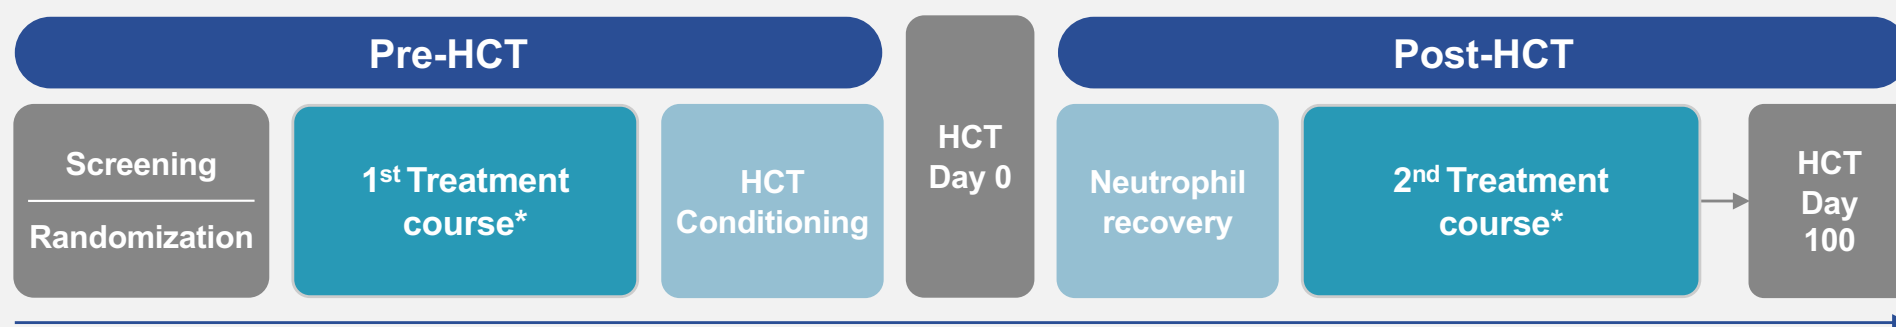 Pre-HCT
Screening
Randomization
1st Treatment
course*
HCT
Conditioning
HCT
Day 0
Post-HCT
Neutrophil
recovery
2nd Treatment
course*
HCT
Day
100